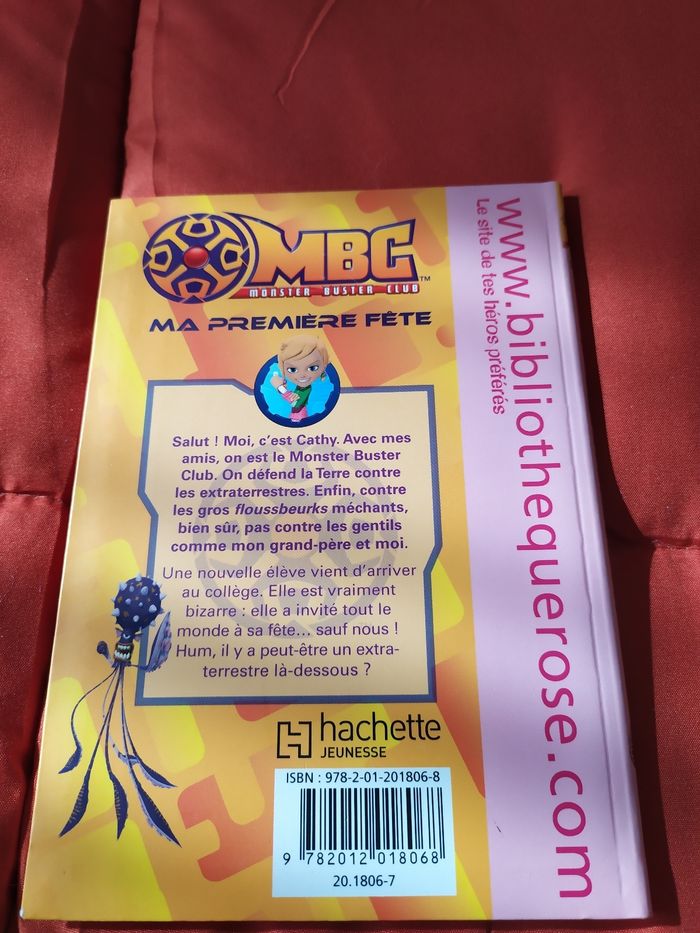 MBC™
MONSTER BUSTER CLUB
MA PREMIÈRE FÊTE
Salut ! Moi, c'est Cathy. Avec mes
amis, on est le Monster Buster
Club. On défend la Terre contre
les extraterrestres. Enfin, contre
les gros floussbeurks méchants,
bien sûr, pas contre les gentils
comme mon grand-père et moi.
Une nouvelle élève vient d'arriver
au collège. Elle est vraiment
bizarre : elle a invité tout le
monde à sa fête... sauf nous !
Hum, il y a peut-être un extra-
terrestre là-dessous ?
hachette
JEUNESSE
ISBN : 978-2-01-201806-8
9 782012 018068
20.1806-7
www.bibliothequerose.com
Le site de tes héros préférés